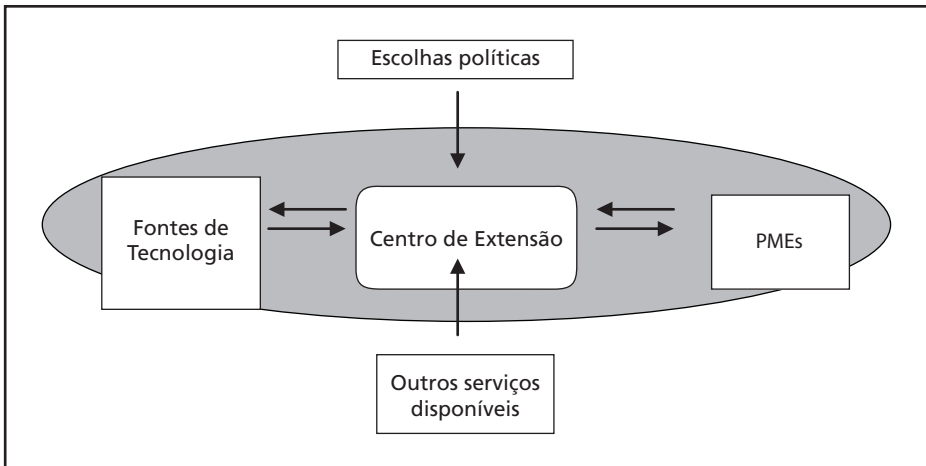 Escolhas políticas
Fontes de
Tecnologia
Centro de Extensão
PMEs
Outros serviços
disponíveis